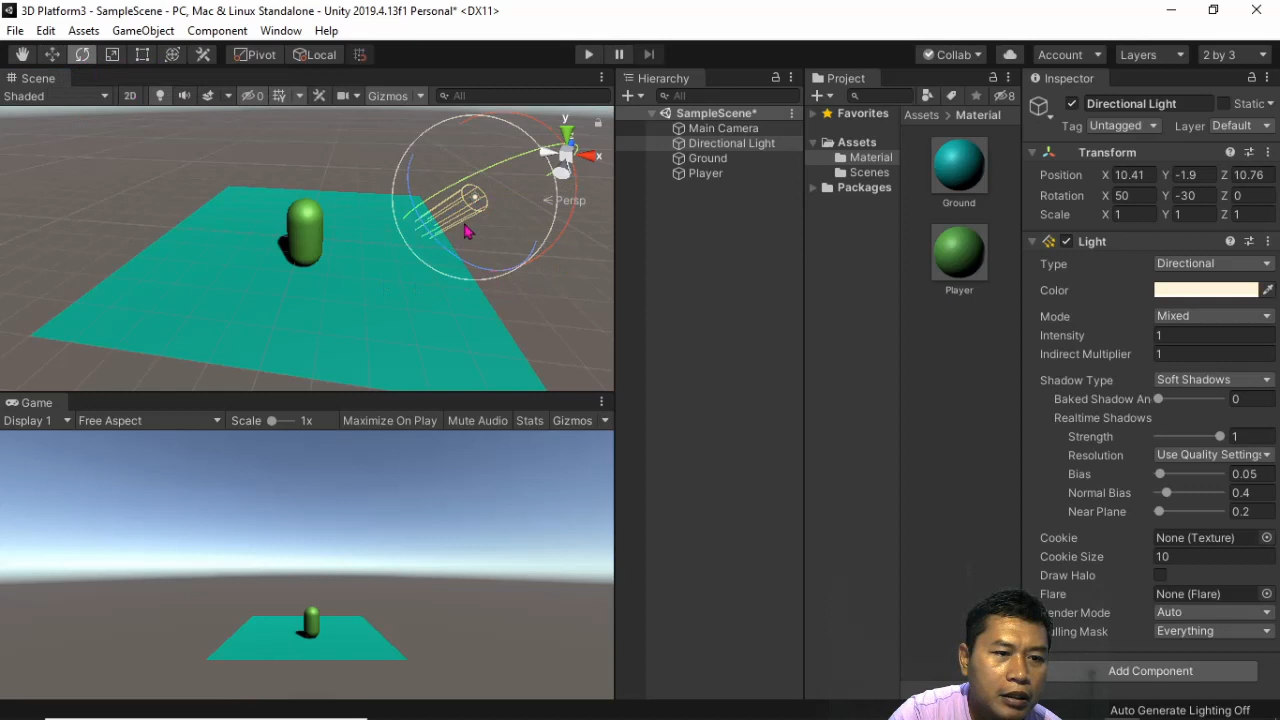 3D Platform3 - SampleScene - PC, Mac & Linux Standalone - Unity 2019.4.13f1 Personal* <DX11>
File Edit Assets GameObject Component Window Help
Pivot Local Collab Account Layers 2 by 3
Scene
Shaded 2D 0 Gizmos All
y
x
Persp
Game
Display 1 Free Aspect Scale 1x Maximize On Play Mute Audio Stats Gizmos
Hierarchy
All
SampleScene*
Main Camera
Directional Light
Ground
Player
Project
8
Favorites
Assets
Material
Scenes
Packages
Assets Material
Ground
Player
Inspector
Directional Light Static
Tag Untagged Layer Default
Transform
Position X 10.41 Y -1.9 Z 10.76
Rotation X 50 Y -30 Z 0
Scale X 1 Y 1 Z 1
Light
Type Directional
Color
Mode Mixed
Intensity 1
Indirect Multiplier 1
Shadow Type Soft Shadows
Baked Shadow An 0
Realtime Shadows
Strength 1
Resolution Use Quality Settings
Bias 0.05
Normal Bias 0.4
Near Plane 0.2
Cookie None (Texture)
Cookie Size 10
Draw Halo
Flare None (Flare)
ender Mode Auto
ulling Mask Everything
Add Component
Auto Generate Lighting Off